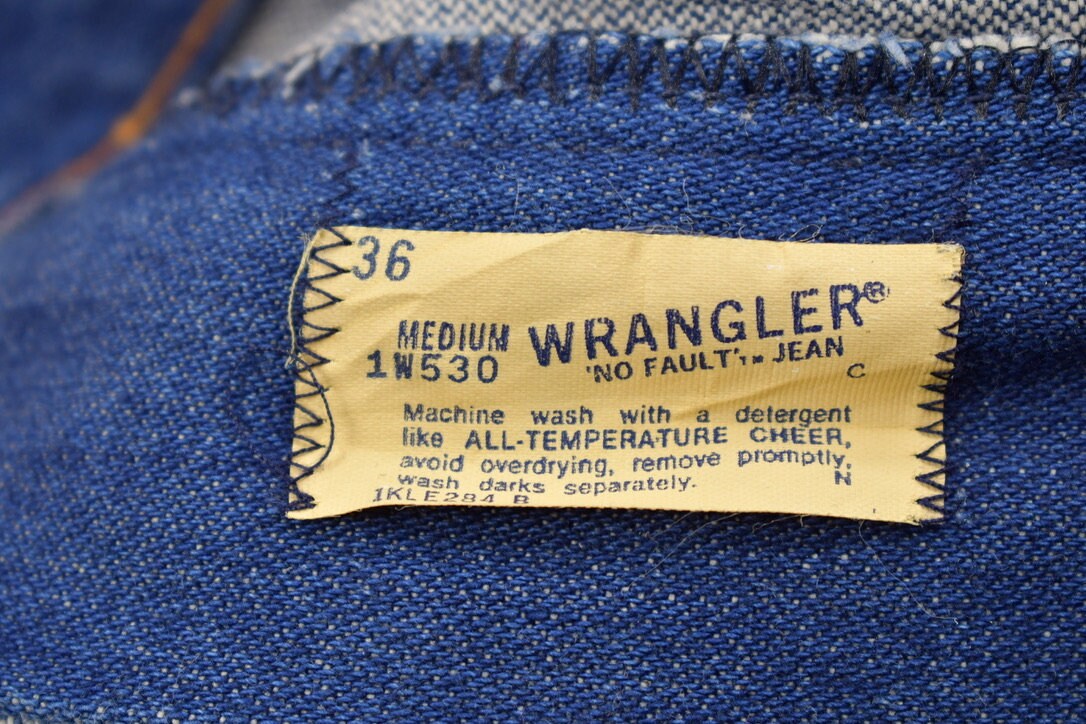 36
MEDIUM WRANGLER®
1W530 'NO FAULT'™ JEAN
C
Machine wash with a detergent
like ALL-TEMPERATURE CHEER,
avoid overdrying, remove promptly,
wash darks separately. N
1KLE284 B